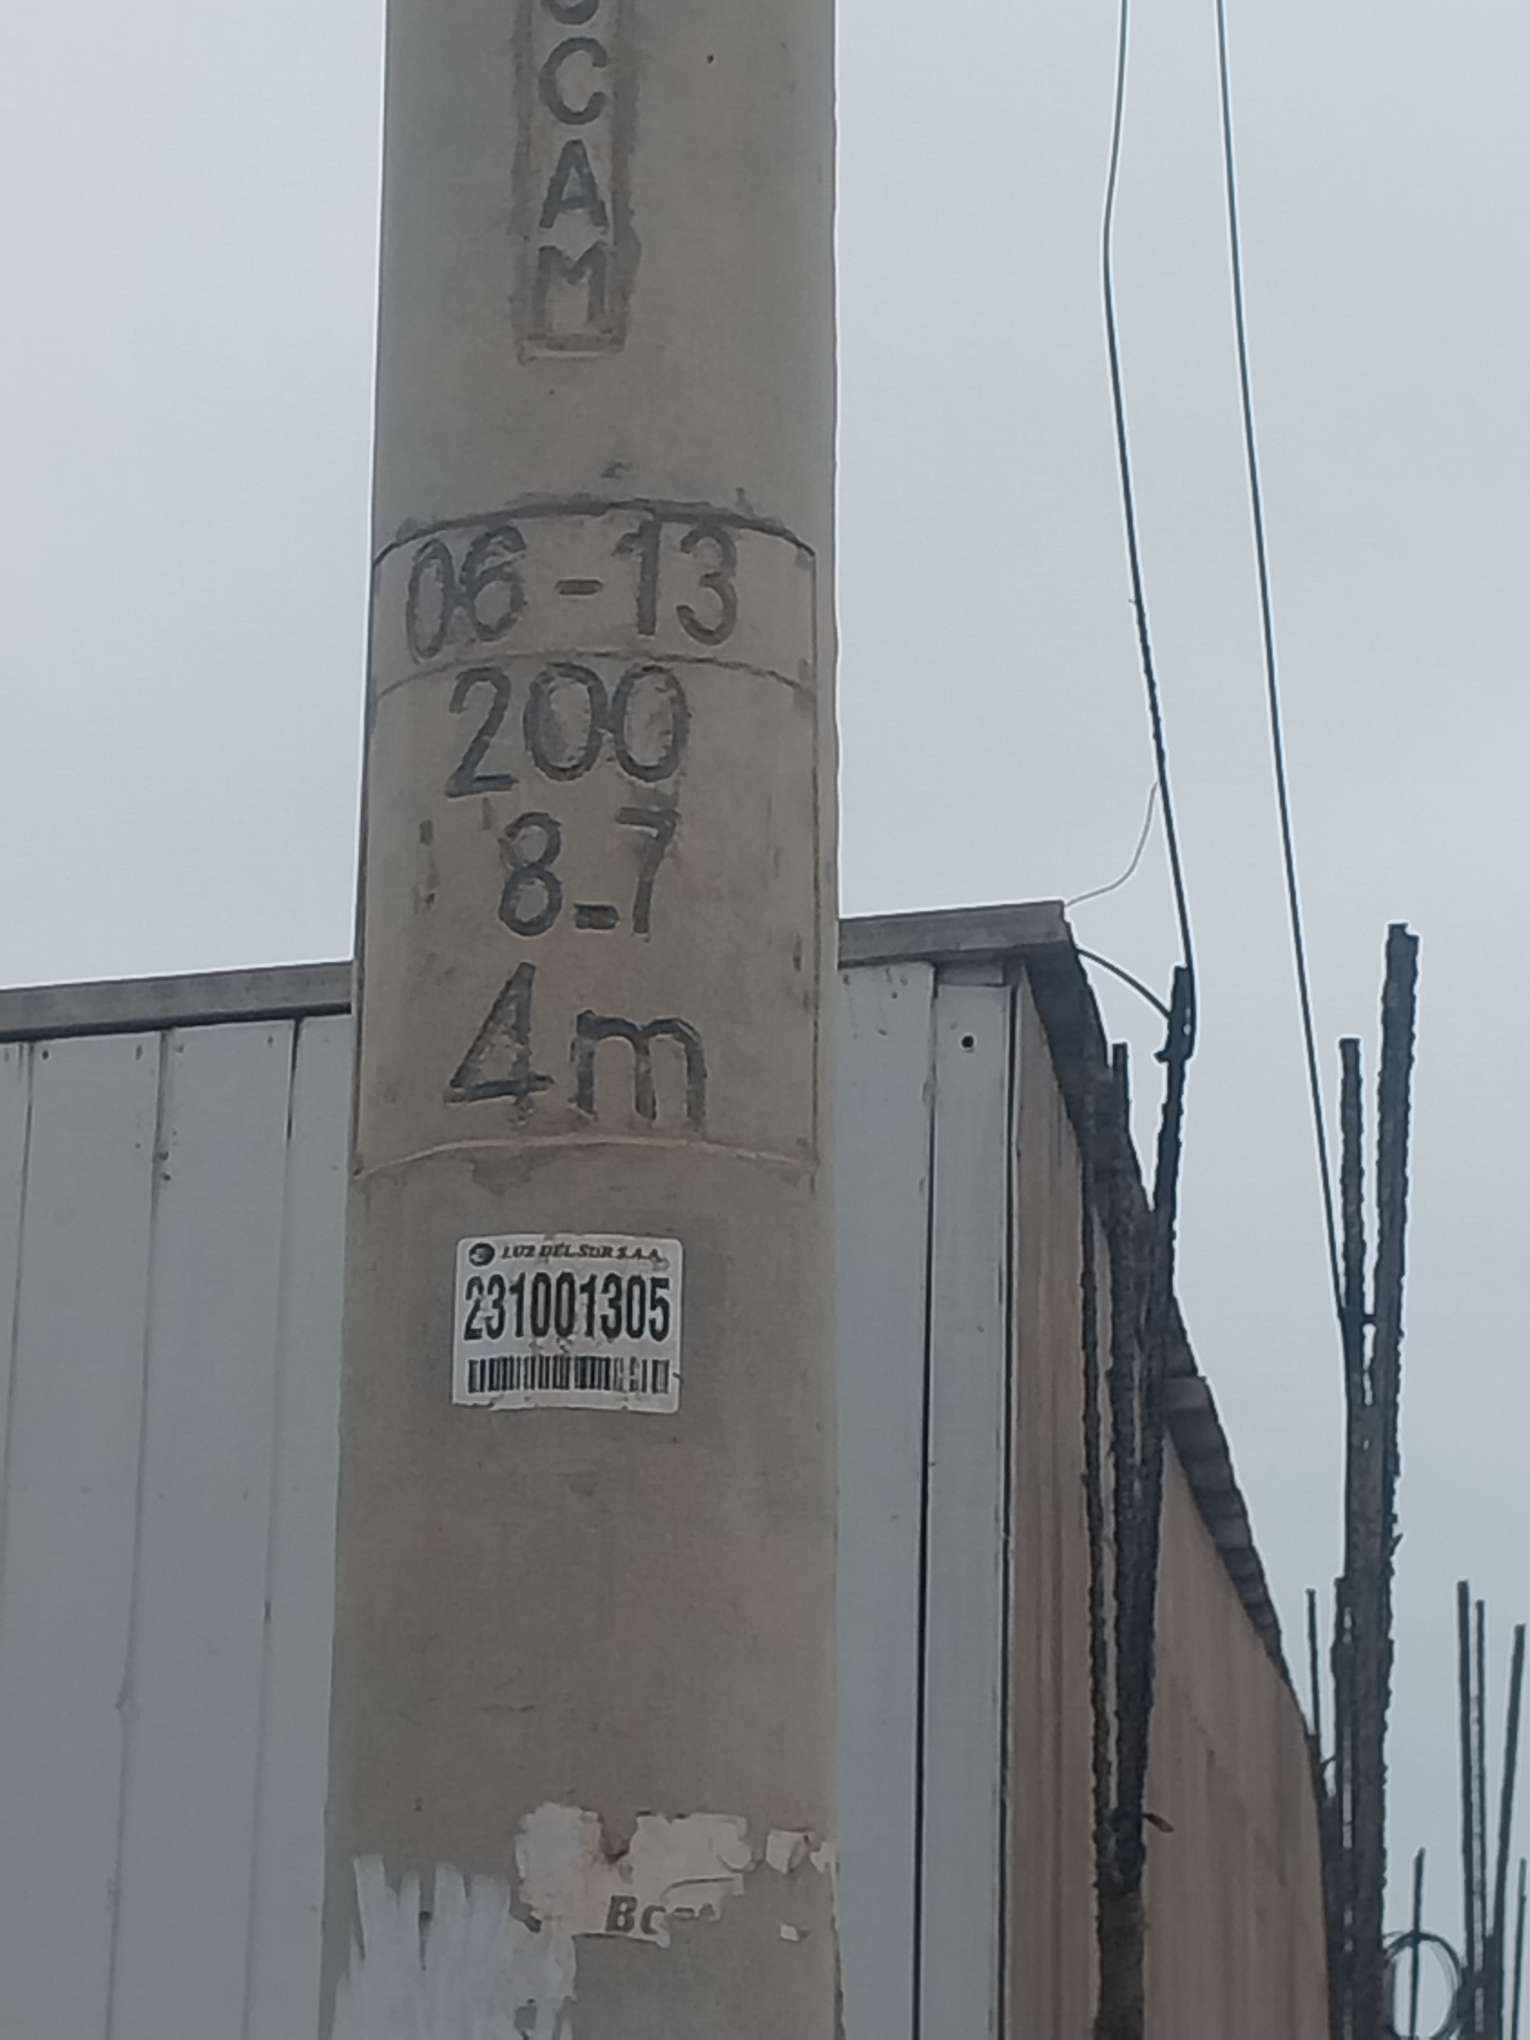 C
A
M
06-13
200
8-7
4m
LUZ DEL SUR S.A.A.
231001305